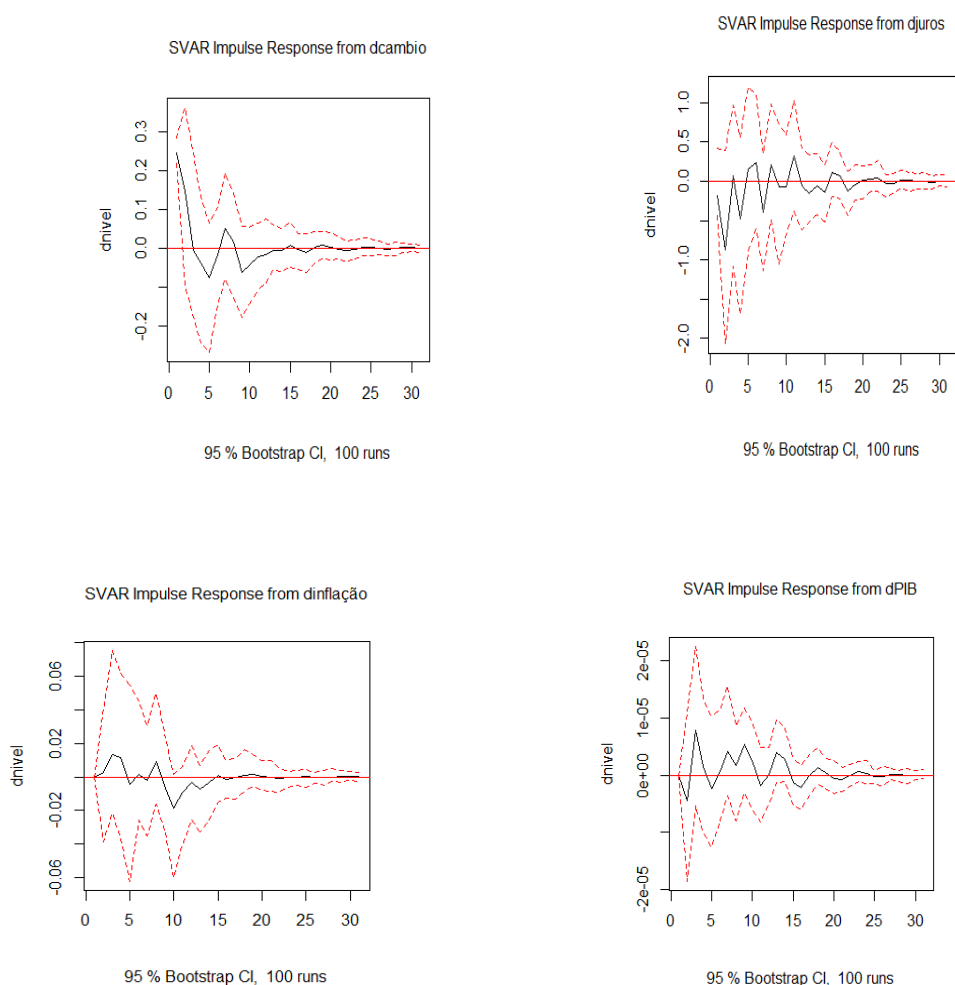 SVAR Impulse Response from dcambio
dnivel
0.3
0.2
0.1
0.0
-0.2
0 5 10 15 20 25 30
95 % Bootstrap CI, 100 runs
SVAR Impulse Response from djuros
dnivel
1.0
0.5
0.0
-1.0
-2.0
0 5 10 15 20 25 30
95 % Bootstrap CI, 100 runs
SVAR Impulse Response from dinflação
dnivel
0.06
0.02
-0.02
-0.06
0 5 10 15 20 25 30
95 % Bootstrap CI, 100 runs
SVAR Impulse Response from dPIB
dnivel
2e-05
1e-05
0e+00
-2e-05
0 5 10 15 20 25 30
95 % Bootstrap CI, 100 runs